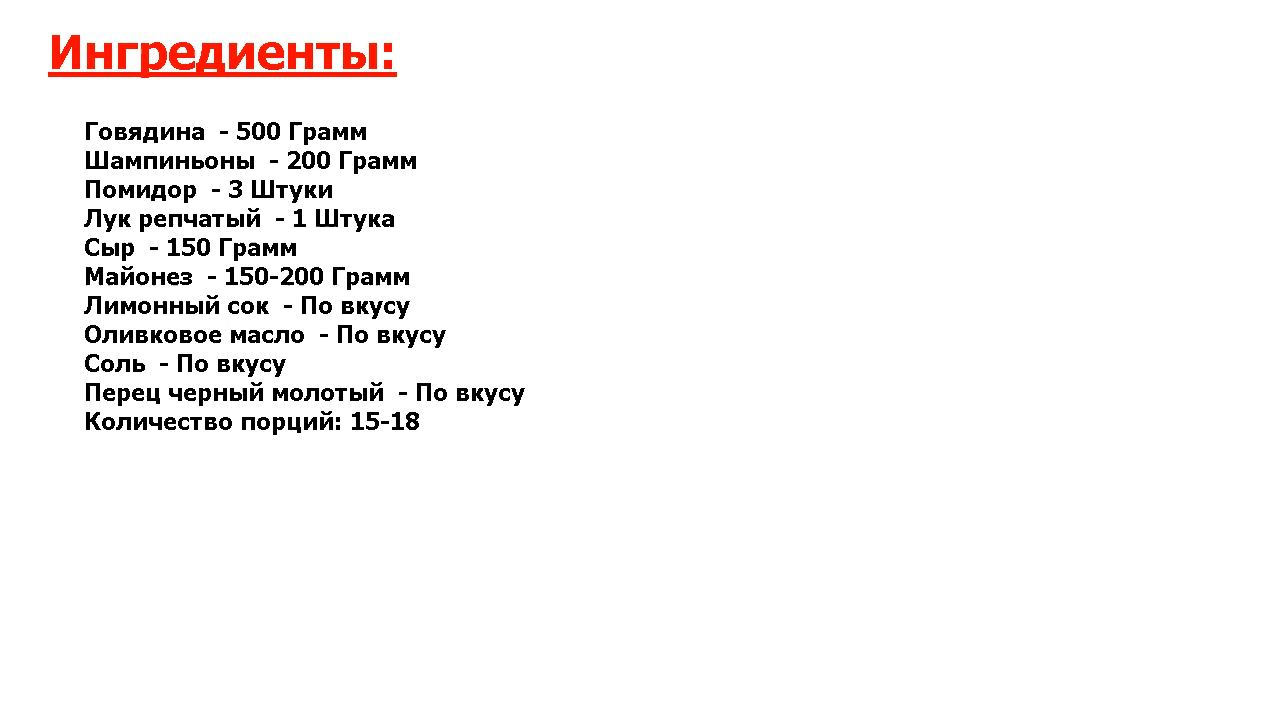 Ингредиенты:
Говядина  - 500 Грамм
Шампиньоны  - 200 Грамм
Помидор  - 3 Штуки
Лук репчатый  - 1 Штука
Сыр  - 150 Грамм
Майонез  - 150-200 Грамм
Лимонный сок  - По вкусу
Оливковое масло  - По вкусу
Соль  - По вкусу
Перец черный молотый  - По вкусу
Количество порций: 15-18